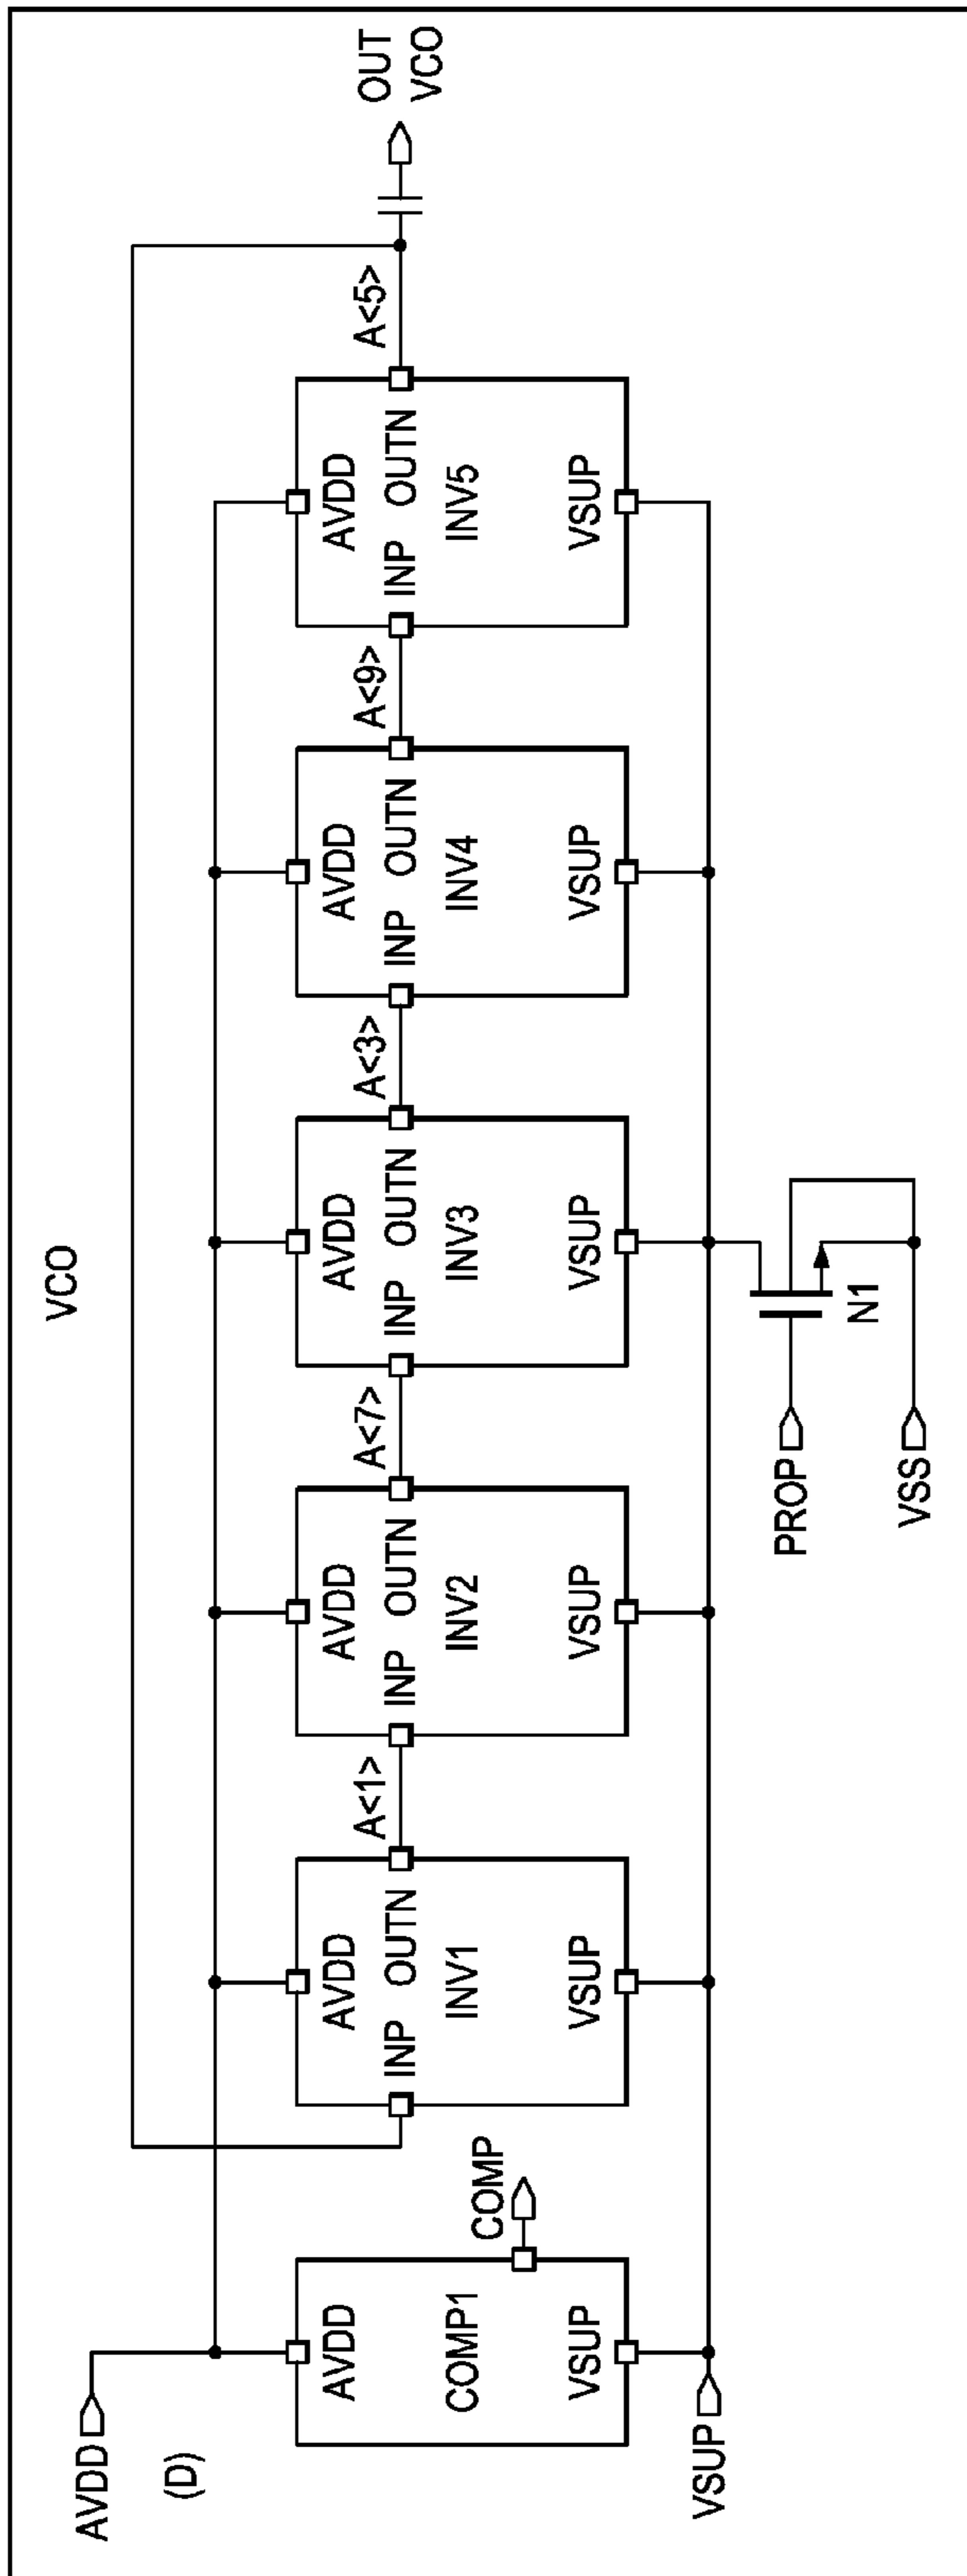 VCO
AVDD
(D)
AVDD
COMP1
VSUP
COMP
VSUP
AVDD
INP OUTN
INV1
VSUP
A<1>
AVDD
INP OUTN
INV2
VSUP
A<7>
AVDD
INP OUTN
INV3
VSUP
A<3>
AVDD
INP OUTN
INV4
VSUP
A<9>
AVDD
INP OUTN
INV5
VSUP
A<5>
OUT
VCO
PROP
N1
VSS